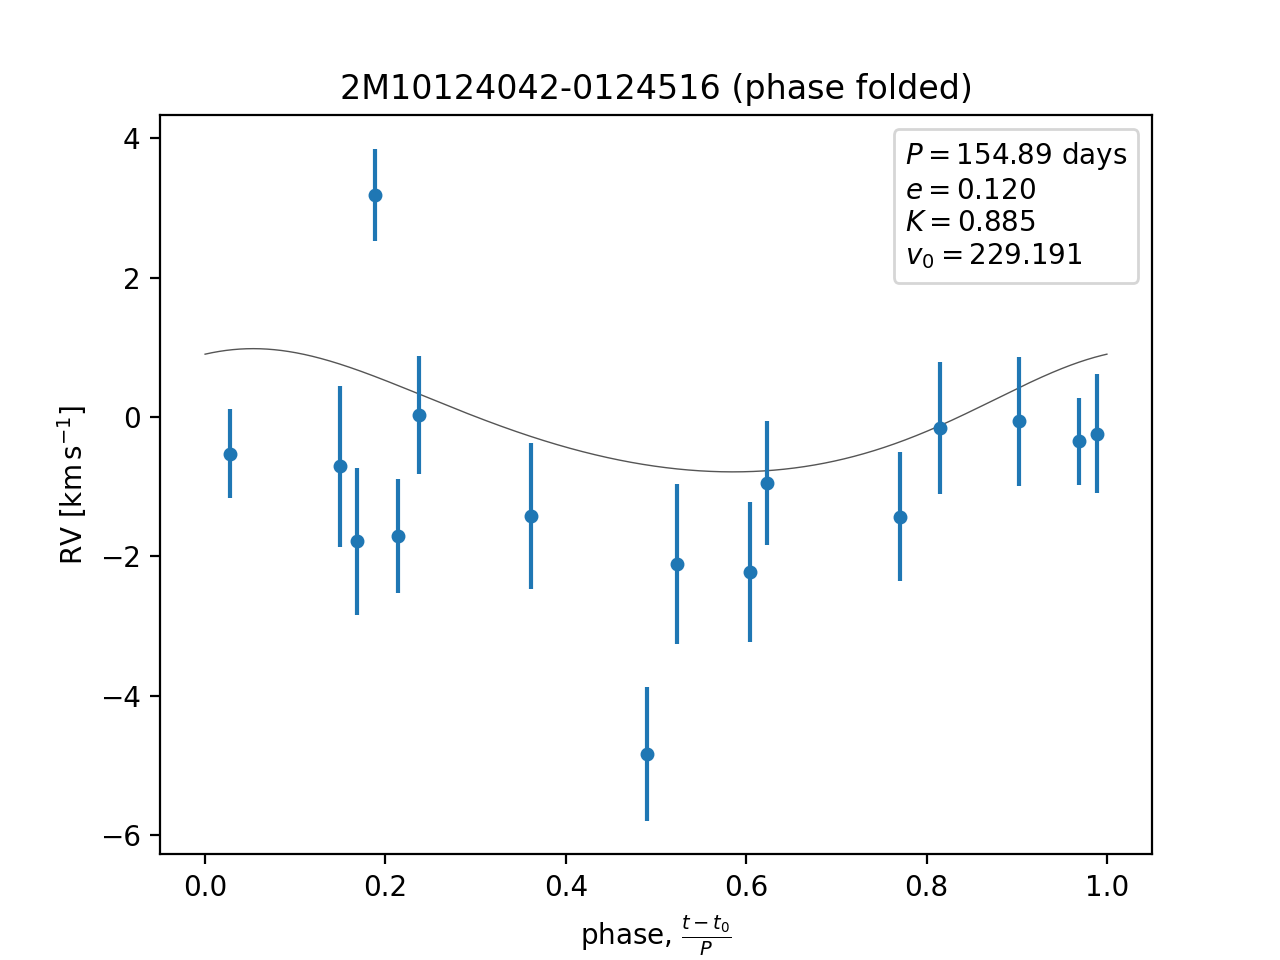 2M10124042-0124516 (phase folded)
P = 154.89 days
e = 0.120
K = 0.885
v₀ = 229.191
RV [km s⁻¹]
4
2
0
−2
−4
−6
0.0 0.2 0.4 0.6 0.8 1.0
phase, (t − t₀)/P